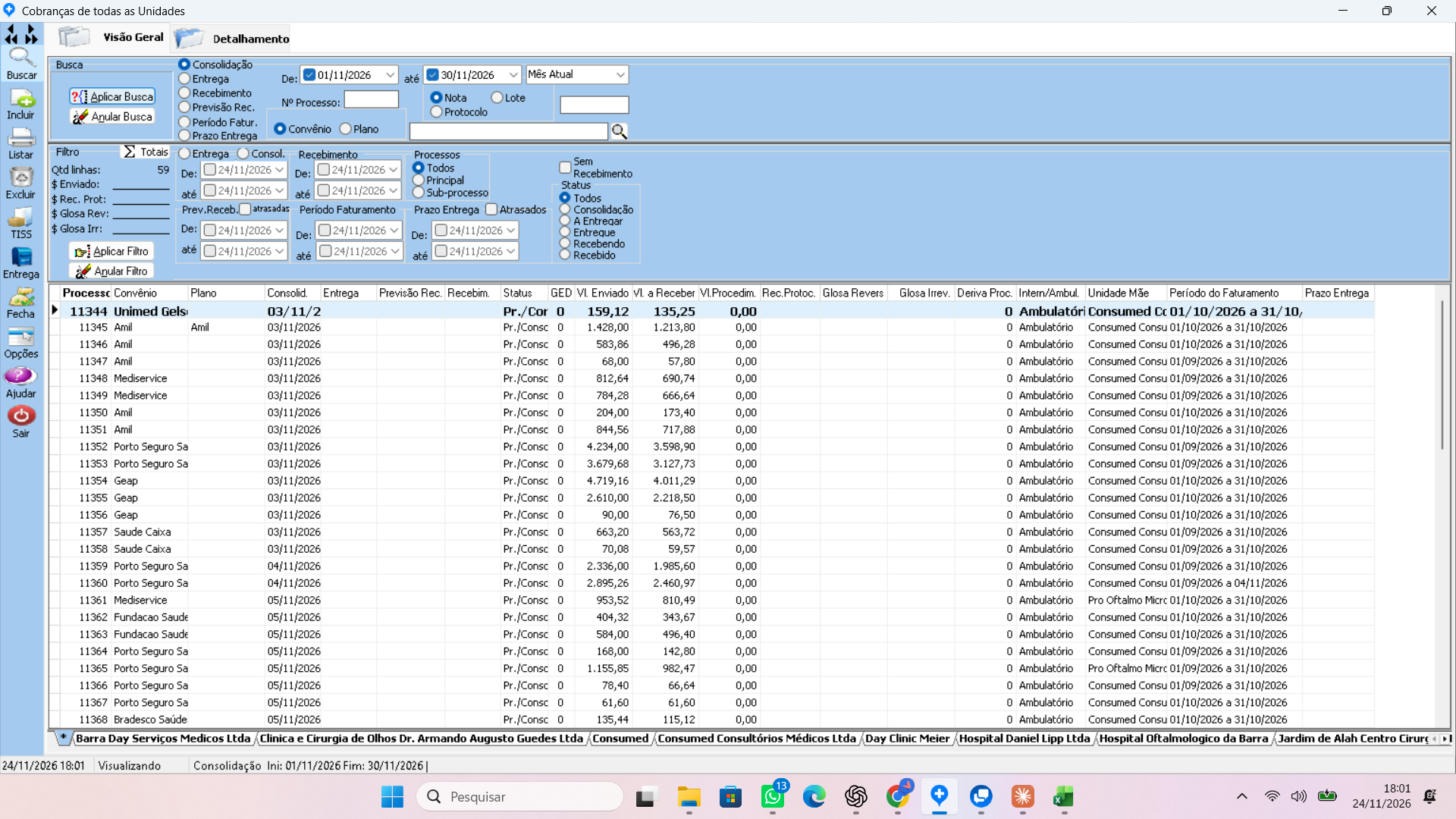 Cobranças de todas as Unidades
Visão Geral Detalhamento
Buscar
Incluir
Listar
Excluir
TISS
Entrega
Fecha
Opções
Ajudar
Sair
Busca
Aplicar Busca
Anular Busca
Consolidação
Entrega
Recebimento
Previsão Rec.
Período Fatur.
Prazo Entrega
De: 01/11/2026 até 30/11/2026 Mês Atual
Nº Processo:
Nota Lote
Protocolo
Convênio Plano
Filtro Σ Totais
Qtd linhas: 59
$ Enviado:
$ Rec. Prot:
$ Glosa Rev:
$ Glosa Irr:
Aplicar Filtro
Anular Filtro
Entrega Consol.
De: 24/11/2026
até 24/11/2026
Recebimento
De: 24/11/2026
até 24/11/2026
Processos
Todos
Principal
Sub-processo
Prev.Receb. atrasadas
De: 24/11/2026
até 24/11/2026
Período Faturamento
De: 24/11/2026
até 24/11/2026
Prazo Entrega Atrasados
De: 24/11/2026
até 24/11/2026
Sem
Recebimento
Status
Todos
Consolidação
A Entregar
Entregue
Recebendo
Recebido
Processo Convênio Plano Consolid. Entrega Previsão Rec. Recebim. Status GED Vl. Enviado Vl. a Receber Vl.Procedim. Rec.Protoc. Glosa Revers Glosa Irrev. Deriva Proc. Intern/Ambul. Unidade Mãe Período do Faturamento Prazo Entrega
11344 Unimed Gels 03/11/2 Pr./Cor 0 159,12 135,25 0,00 0 Ambulatóri Consumed Co 01/10/2026 a 31/10/
11345 Amil Amil 03/11/2026 Pr./Consc 0 1.428,00 1.213,80 0,00 0 Ambulatório Consumed Consu 01/10/2026 a 31/10/2026
11346 Amil 03/11/2026 Pr./Consc 0 583,86 496,28 0,00 0 Ambulatório Consumed Consu 01/10/2026 a 31/10/2026
11347 Amil 03/11/2026 Pr./Consc 0 68,00 57,80 0,00 0 Ambulatório Consumed Consu 01/09/2026 a 31/10/2026
11348 Mediservice 03/11/2026 Pr./Consc 0 812,64 690,74 0,00 0 Ambulatório Consumed Consu 01/09/2026 a 31/10/2026
11349 Mediservice 03/11/2026 Pr./Consc 0 784,28 666,64 0,00 0 Ambulatório Consumed Consu 01/09/2026 a 31/10/2026
11350 Amil 03/11/2026 Pr./Consc 0 204,00 173,40 0,00 0 Ambulatório Consumed Consu 01/10/2026 a 31/10/2026
11351 Amil 03/11/2026 Pr./Consc 0 844,56 717,88 0,00 0 Ambulatório Consumed Consu 01/10/2026 a 31/10/2026
11352 Porto Seguro Sa 03/11/2026 Pr./Consc 0 4.234,00 3.598,90 0,00 0 Ambulatório Consumed Consu 01/09/2026 a 31/10/2026
11353 Porto Seguro Sa 03/11/2026 Pr./Consc 0 3.679,68 3.127,73 0,00 0 Ambulatório Consumed Consu 01/09/2026 a 31/10/2026
11354 Geap 03/11/2026 Pr./Consc 0 4.719,16 4.011,29 0,00 0 Ambulatório Consumed Consu 01/10/2026 a 31/10/2026
11355 Geap 03/11/2026 Pr./Consc 0 2.610,00 2.218,50 0,00 0 Ambulatório Consumed Consu 01/10/2026 a 31/10/2026
11356 Geap 03/11/2026 Pr./Consc 0 90,00 76,50 0,00 0 Ambulatório Consumed Consu 01/10/2026 a 31/10/2026
11357 Saude Caixa 03/11/2026 Pr./Consc 0 663,20 563,72 0,00 0 Ambulatório Consumed Consu 01/09/2026 a 31/10/2026
11358 Saude Caixa 03/11/2026 Pr./Consc 0 70,08 59,57 0,00 0 Ambulatório Consumed Consu 01/09/2026 a 31/10/2026
11359 Porto Seguro Sa 04/11/2026 Pr./Consc 0 2.336,00 1.985,60 0,00 0 Ambulatório Consumed Consu 01/09/2026 a 31/10/2026
11360 Porto Seguro Sa 04/11/2026 Pr./Consc 0 2.895,26 2.460,97 0,00 0 Ambulatório Consumed Consu 01/09/2026 a 04/11/2026
11361 Mediservice 05/11/2026 Pr./Consc 0 953,52 810,49 0,00 0 Ambulatório Pro Oftalmo Micrc 01/10/2026 a 31/10/2026
11362 Fundacao Saude 05/11/2026 Pr./Consc 0 404,32 343,67 0,00 0 Ambulatório Consumed Consu 01/10/2026 a 31/10/2026
11363 Fundacao Saude 05/11/2026 Pr./Consc 0 584,00 496,40 0,00 0 Ambulatório Consumed Consu 01/10/2026 a 31/10/2026
11364 Porto Seguro Sa 05/11/2026 Pr./Consc 0 168,00 142,80 0,00 0 Ambulatório Consumed Consu 01/09/2026 a 31/10/2026
11365 Porto Seguro Sa 05/11/2026 Pr./Consc 0 1.155,85 982,47 0,00 0 Ambulatório Pro Oftalmo Micrc 01/09/2026 a 31/10/2026
11366 Porto Seguro Sa 05/11/2026 Pr./Consc 0 78,40 66,64 0,00 0 Ambulatório Consumed Consu 01/10/2026 a 31/10/2026
11367 Porto Seguro Sa 05/11/2026 Pr./Consc 0 61,60 61,60 0,00 0 Ambulatório Consumed Consu 01/10/2026 a 31/10/2026
11368 Bradesco Saúde 05/11/2026 Pr./Consc 0 135,44 115,12 0,00 0 Ambulatório Consumed Consu 01/10/2026 a 31/10/2026
* Barra Day Serviços Medicos Ltda Clinica e Cirurgia de Olhos Dr. Armando Augusto Guedes Ltda Consumed Consumed Consultórios Médicos Ltda Day Clinic Meier Hospital Daniel Lipp Ltda Hospital Oftalmologico da Barra Jardim de Alah Centro Cirurg
24/11/2026 18:01 Visualizando Consolidação Ini: 01/11/2026 Fim: 30/11/2026 |
Pesquisar
13
18:01
24/11/2026